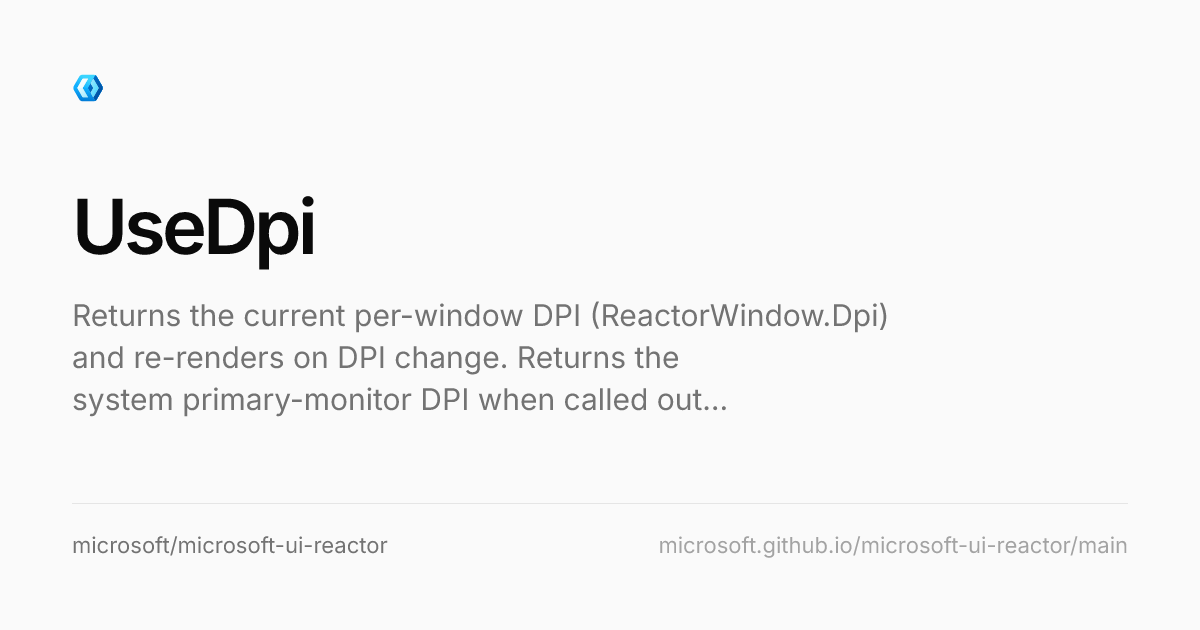 UseDpi
Returns the current per-window DPI (ReactorWindow.Dpi)
and re-renders on DPI change. Returns the
system primary-monitor DPI when called out...
microsoft/microsoft-ui-reactor
microsoft.github.io/microsoft-ui-reactor/main